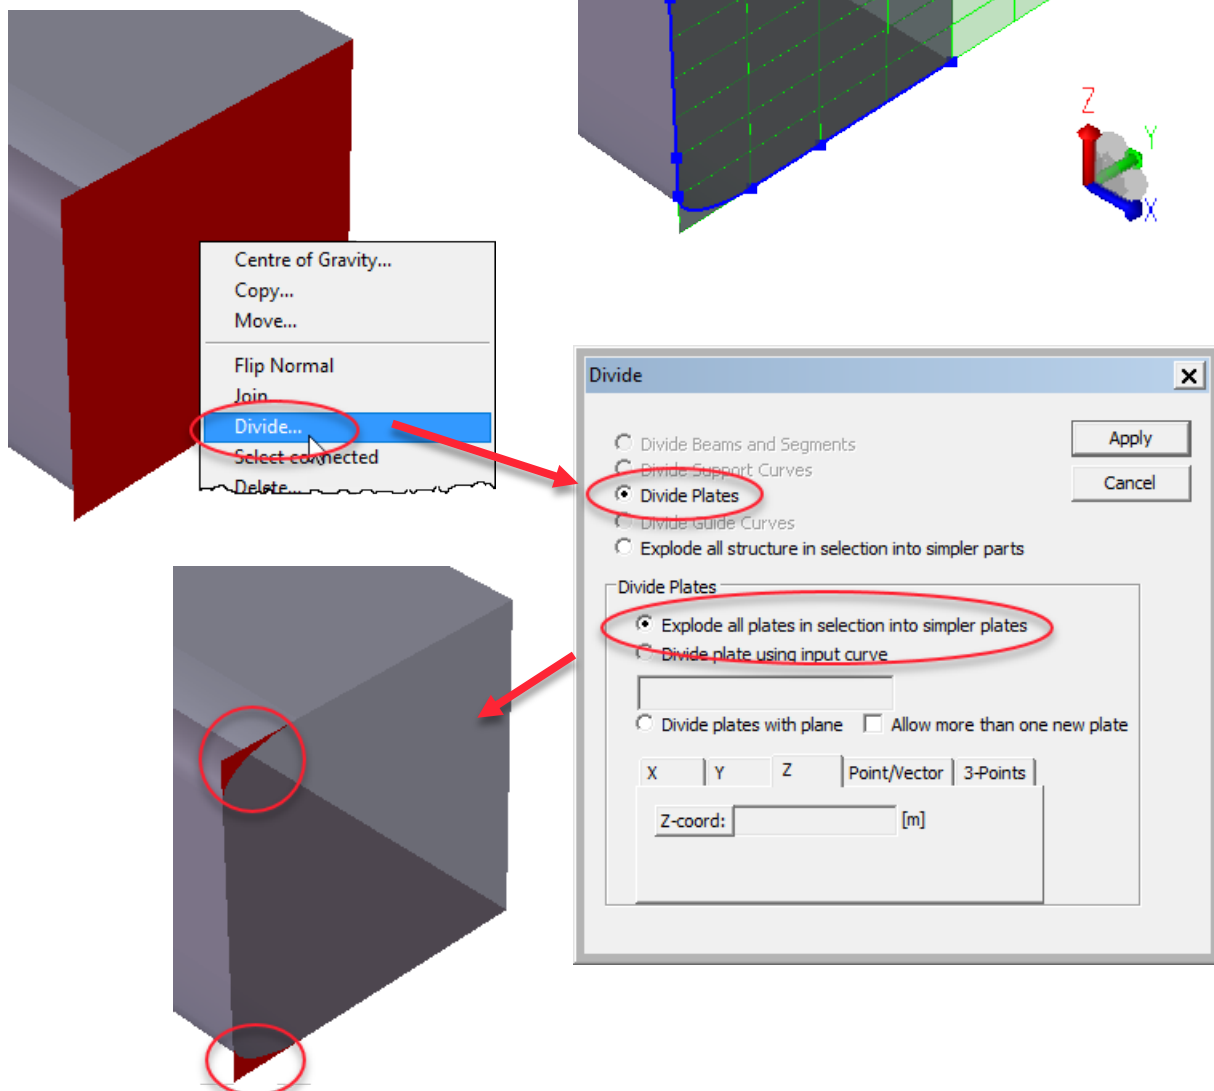 Z
Y
X
Centre of Gravity...
Copy...
Move...
Flip Normal
Join
Divide...
Select connected
Delete...
Divide
Divide Beams and Segments
Divide Support Curves
Divide Plates
Divide Guide Curves
Explode all structure in selection into simpler parts
Apply
Cancel
Divide Plates
Explode all plates in selection into simpler plates
Divide plate using input curve
Divide plates with plane Allow more than one new plate
X Y Z Point/Vector 3-Points
Z-coord: [m]